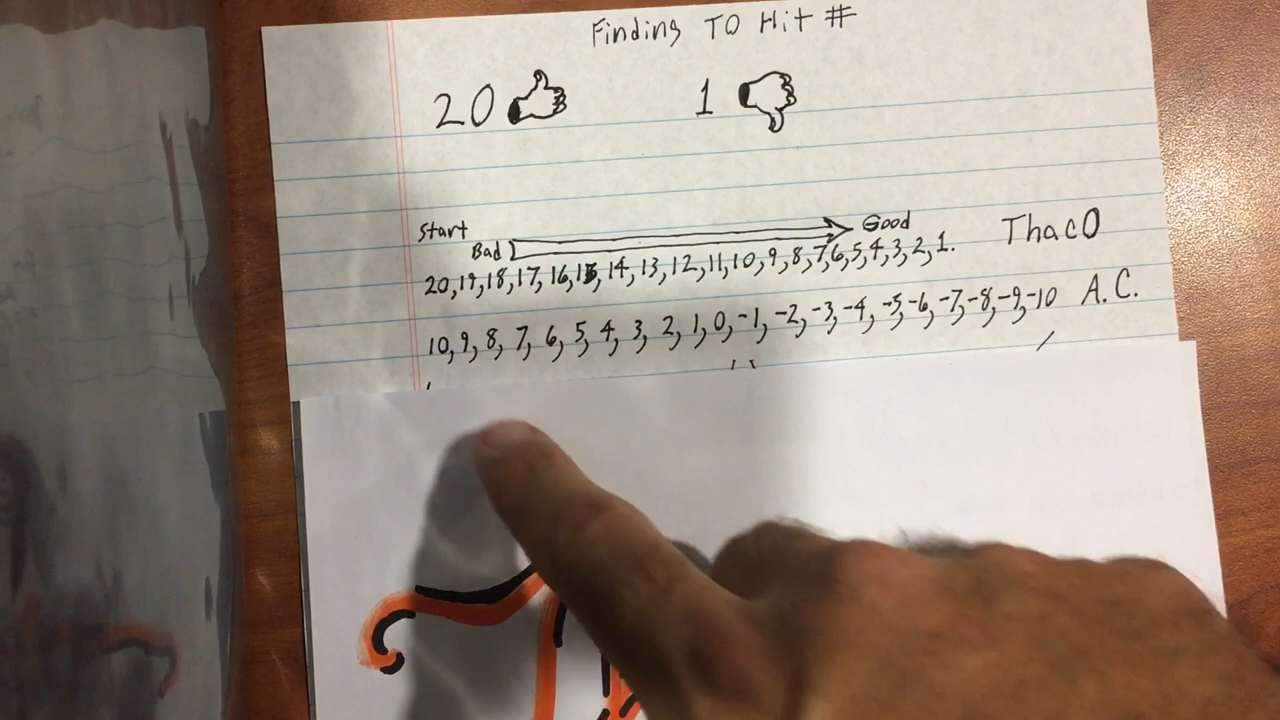 Finding TO Hit #
20 1
Start
Bad Good
20,19,18,17,16,15,14,13,12,11,10,9,8,7,6,5,4,3,2,1. Thac0
10,9,8,7,6,5,4,3,2,1,0,-1,-2,-3,-4,-5,-6,-7,-8,-9,-10 A.C.